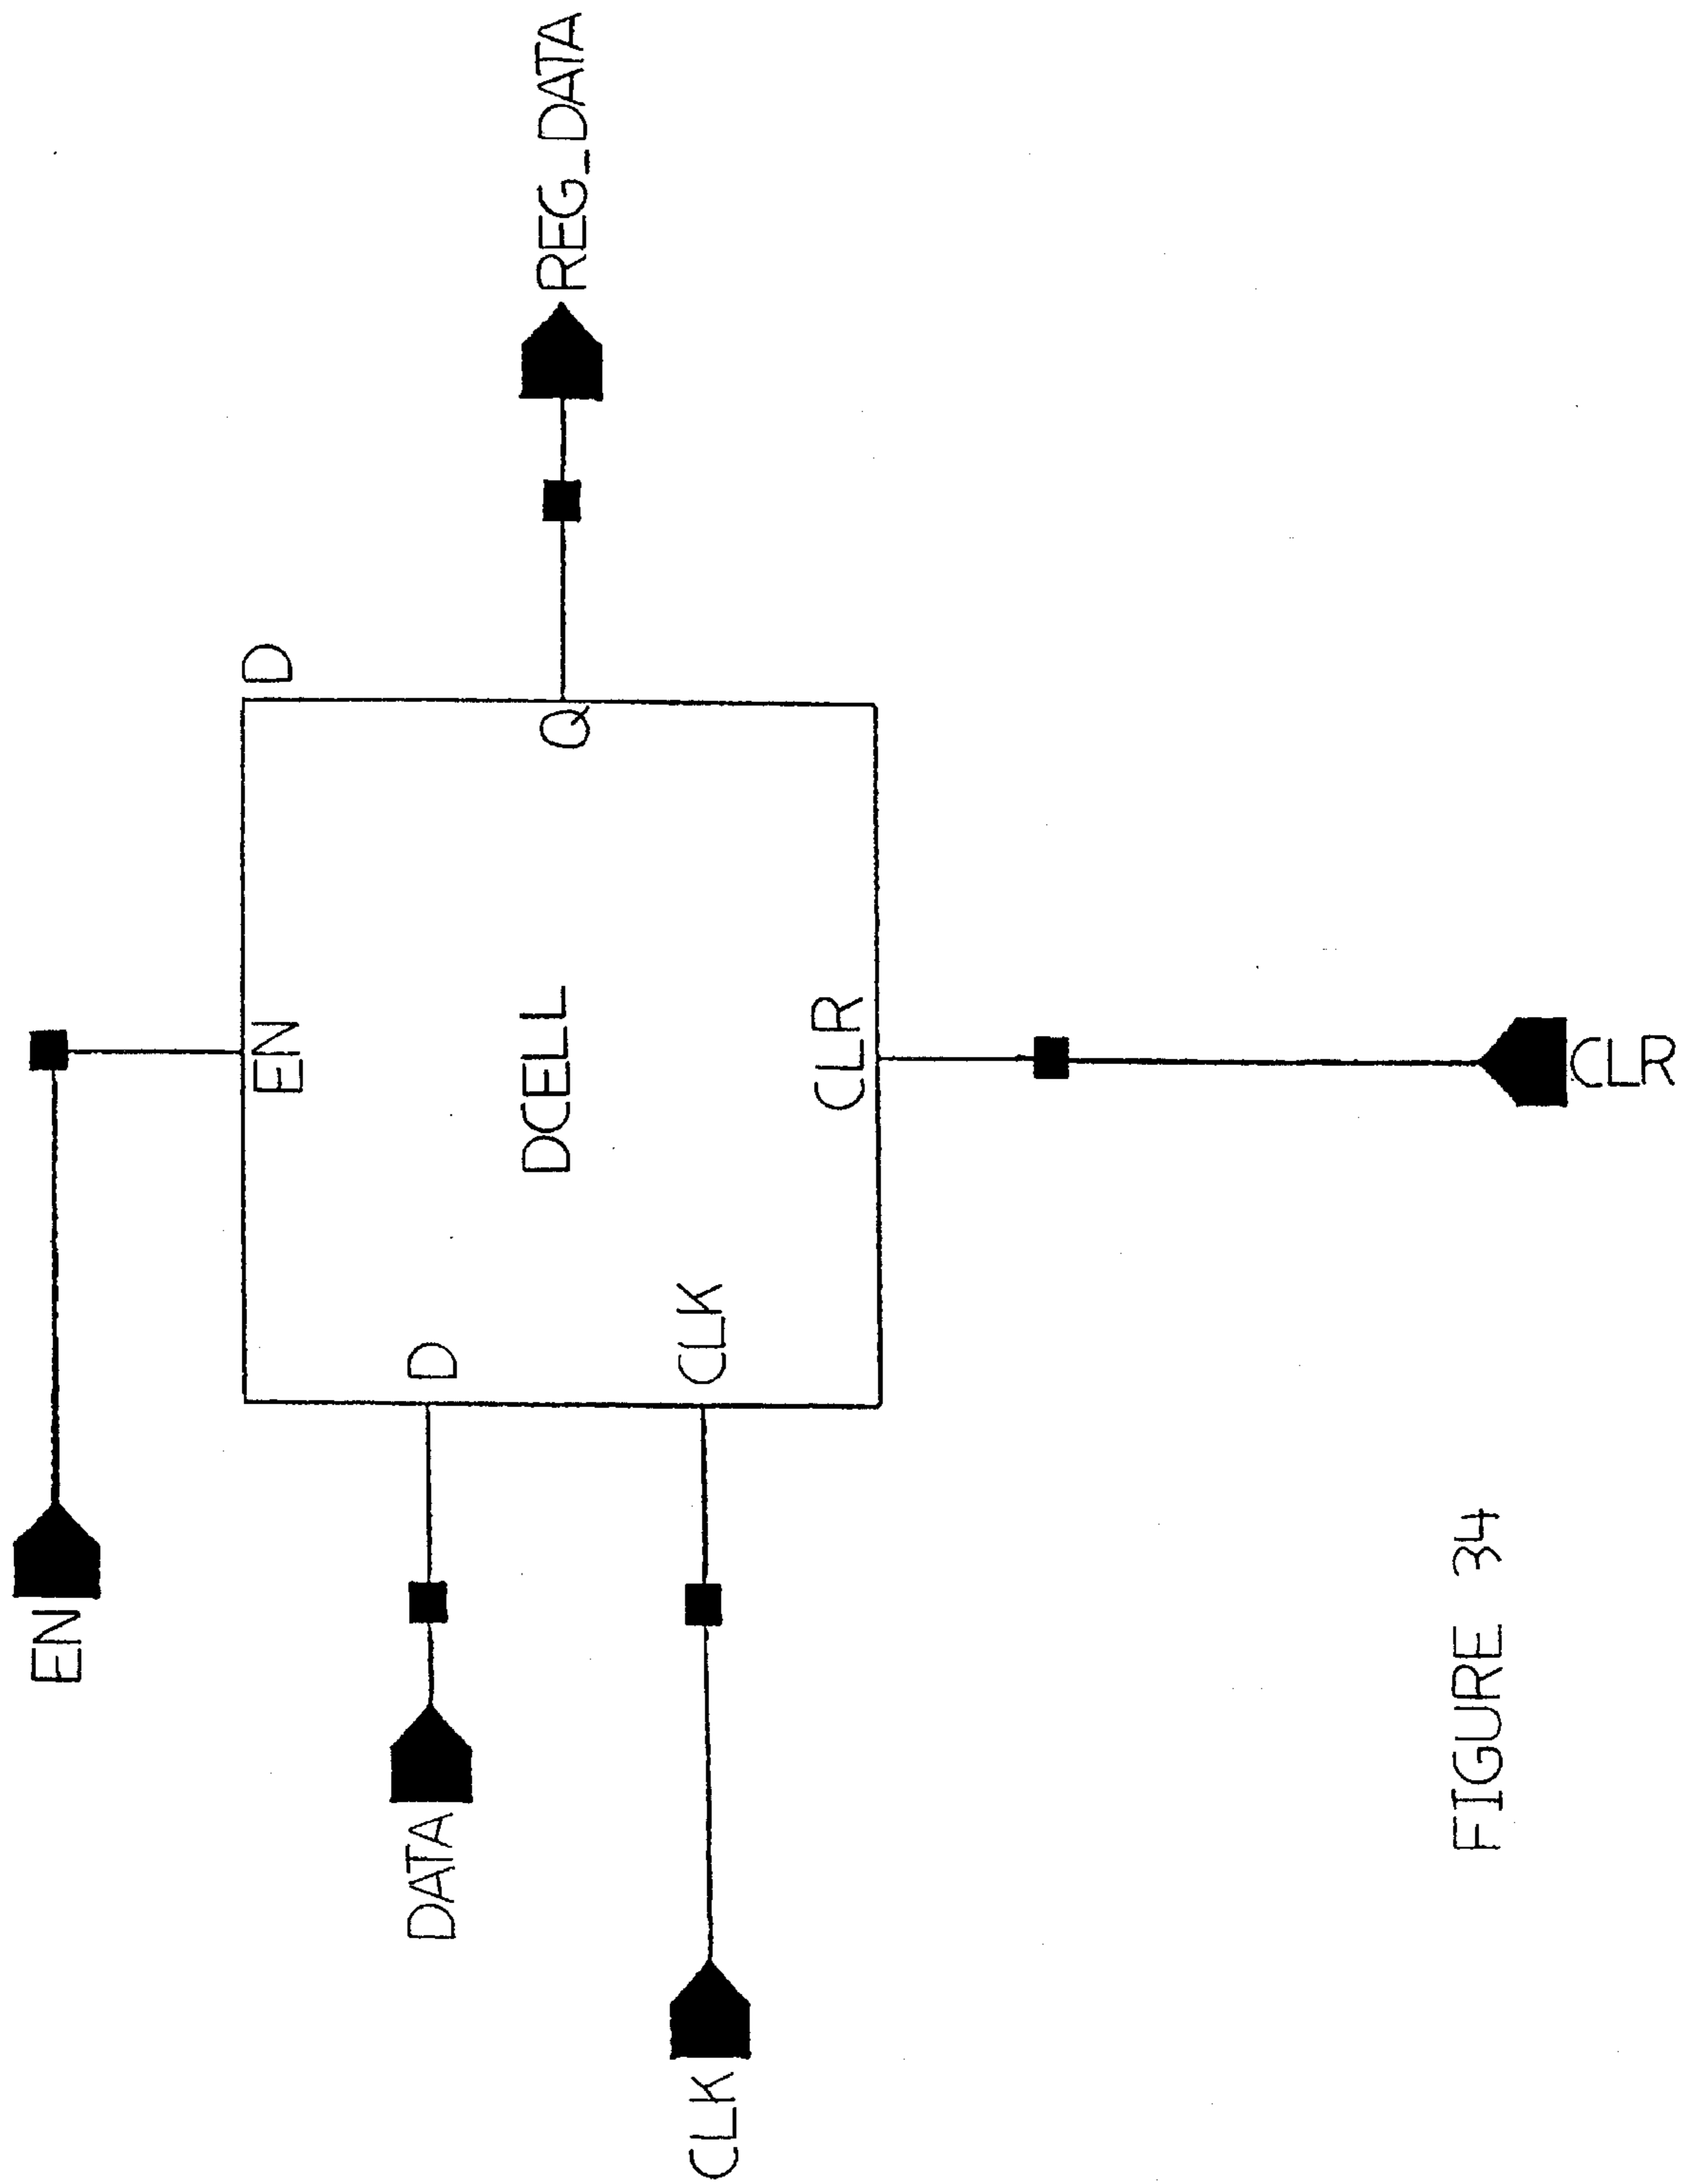 EN
D
EN
REG_DATA
DATA
D
Q
DCELL
CLK
CLK
CLR
CLR
FIGURE 34